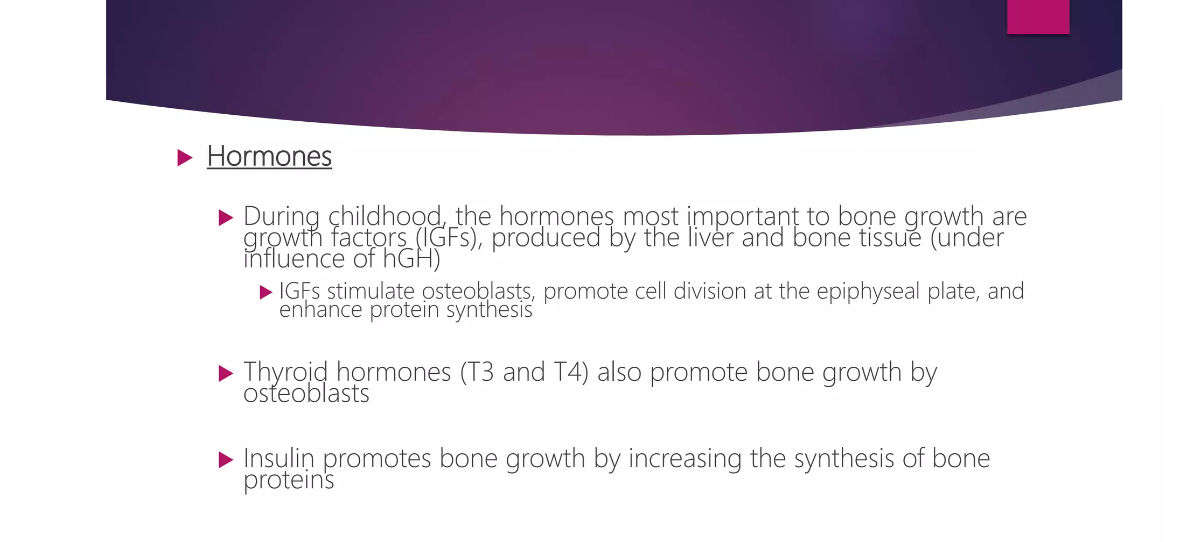 Hormones
During childhood, the hormones most important to bone growth are
growth factors (IGFs), produced by the liver and bone tissue (under
influence of hGH)
IGFs stimulate osteoblasts, promote cell division at the epiphyseal plate, and
enhance protein synthesis
Thyroid hormones (T3 and T4) also promote bone growth by
osteoblasts
Insulin promotes bone growth by increasing the synthesis of bone
proteins